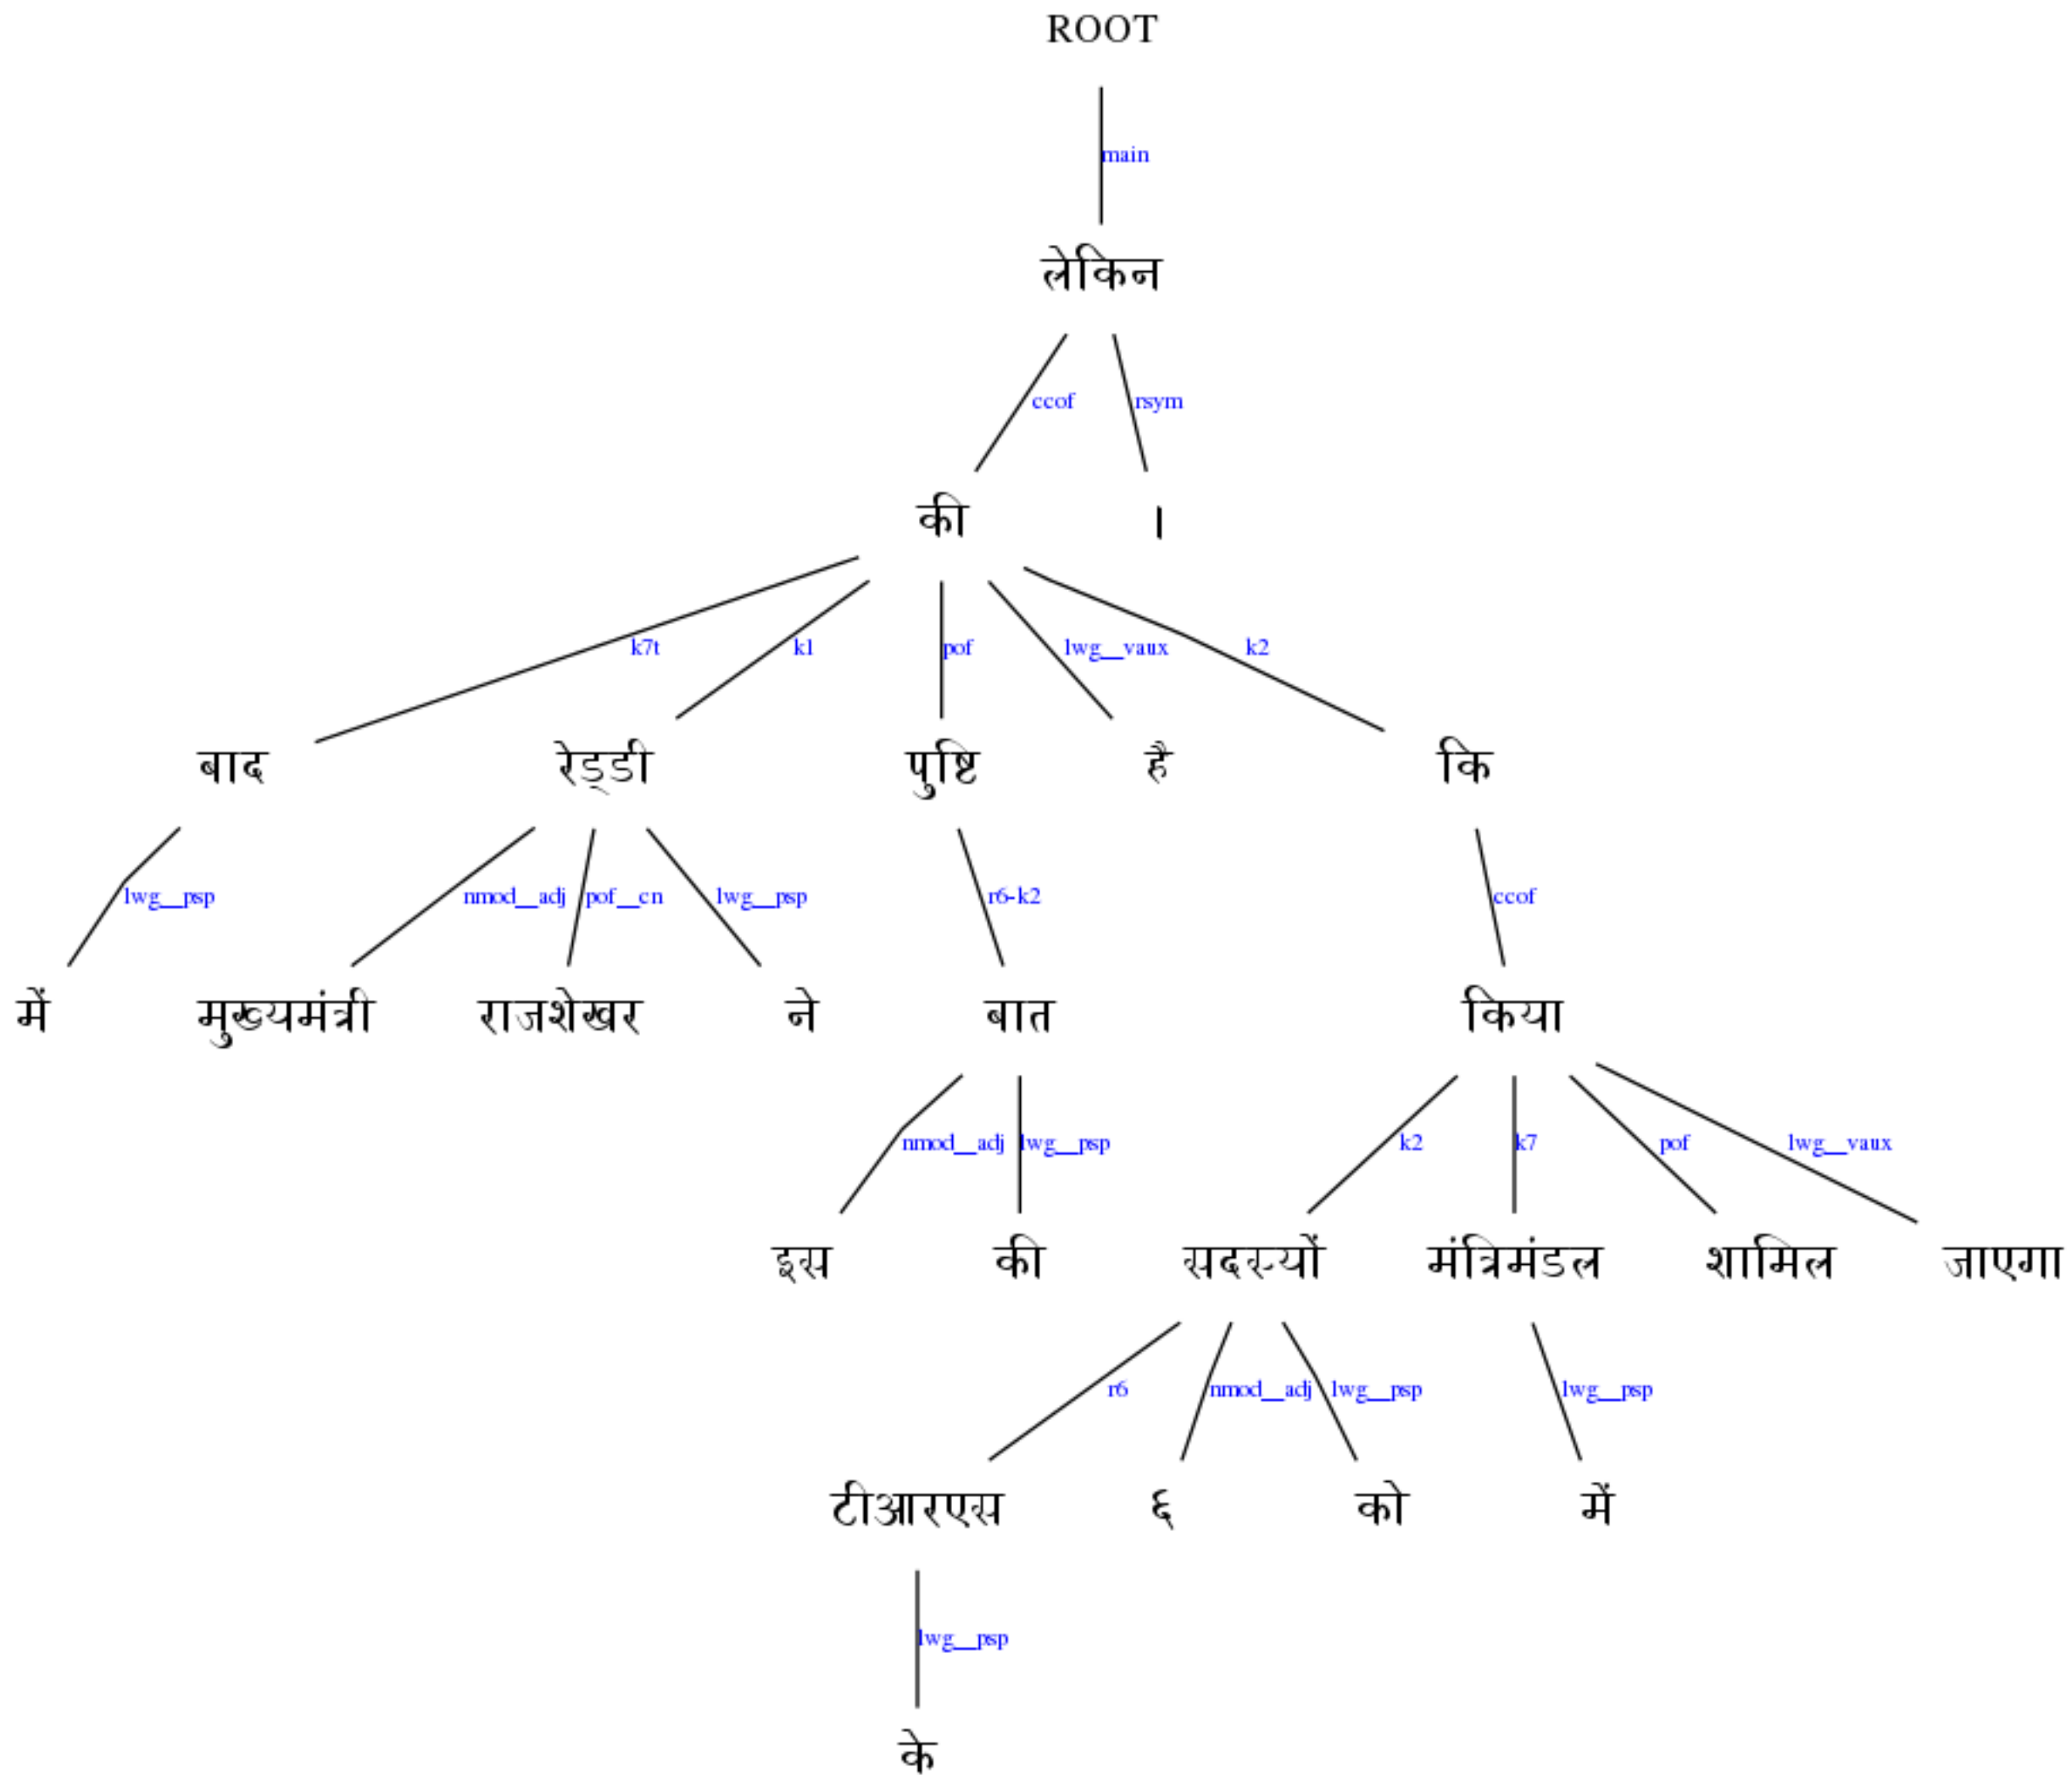 ROOT
main
लेकिन
ccof rsym
की ।
k7t k1 pof lwg__vaux k2
बाद रेड्डी पुष्टि है कि
lwg__psp nmod__adj pof__cn lwg__psp r6-k2 ccof
में मुख्यमंत्री राजशेखर ने बात किया
nmod__adj lwg__psp k2 k7 pof lwg__vaux
इस की सदस्यों मंत्रिमंडल शामिल जाएगा
r6 nmod__adj lwg__psp lwg__psp
टीआरएस ६ को में
lwg__psp
के